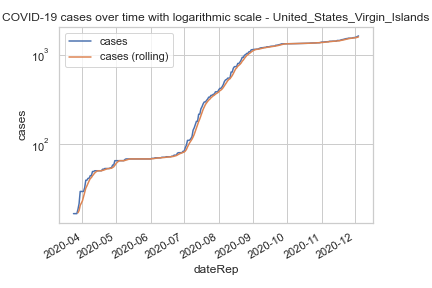 COVID-19 cases over time with logarithmic scale - United_States_Virgin_Islands
cases
cases (rolling)
10³
10²
cases
2020-04
2020-05
2020-06
2020-07
2020-08
2020-09
2020-10
2020-11
2020-12
dateRep